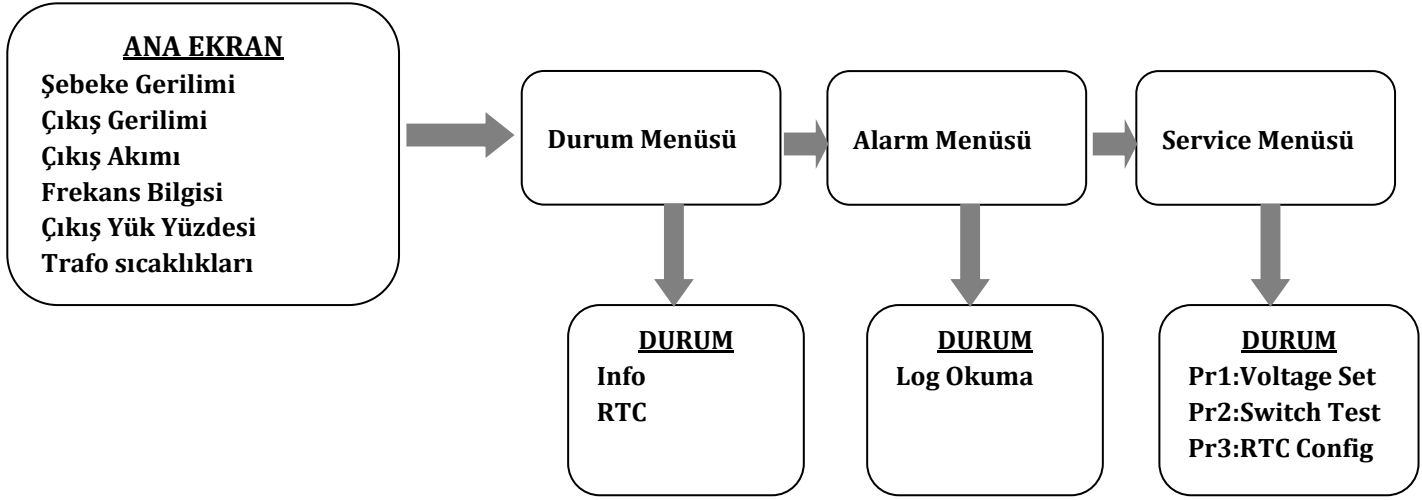 ANA EKRAN
Şebeke Gerilimi
Çıkış Gerilimi
Çıkış Akımı
Frekans Bilgisi
Çıkış Yük Yüzdesi
Trafo sıcaklıkları
Durum Menüsü
Alarm Menüsü
Service Menüsü
DURUM
Info
RTC
DURUM
Log Okuma
DURUM
Pr1:Voltage Set
Pr2:Switch Test
Pr3:RTC Config